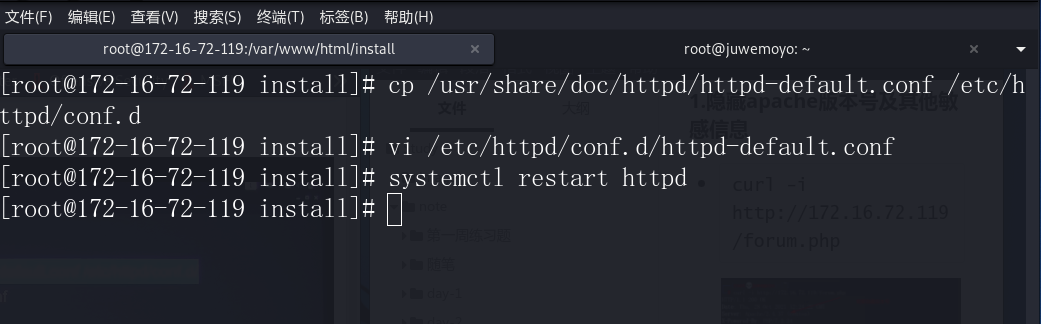 文件(F) 编辑(E) 查看(V) 搜索(S) 终端(T) 标签(B) 帮助(H)
root@172-16-72-119:/var/www/html/install × root@juwemoyo: ~ ×
[root@172-16-72-119 install]# cp /usr/share/doc/httpd/httpd-default.conf /etc/h
ttpd/conf.d
[root@172-16-72-119 install]# vi /etc/httpd/conf.d/httpd-default.conf
[root@172-16-72-119 install]# systemctl restart httpd
[root@172-16-72-119 install]#
文件 大纲
1.隐藏apache版本号及其他敏
感信息
curl -i
http://172.16.72.119
/forum.php